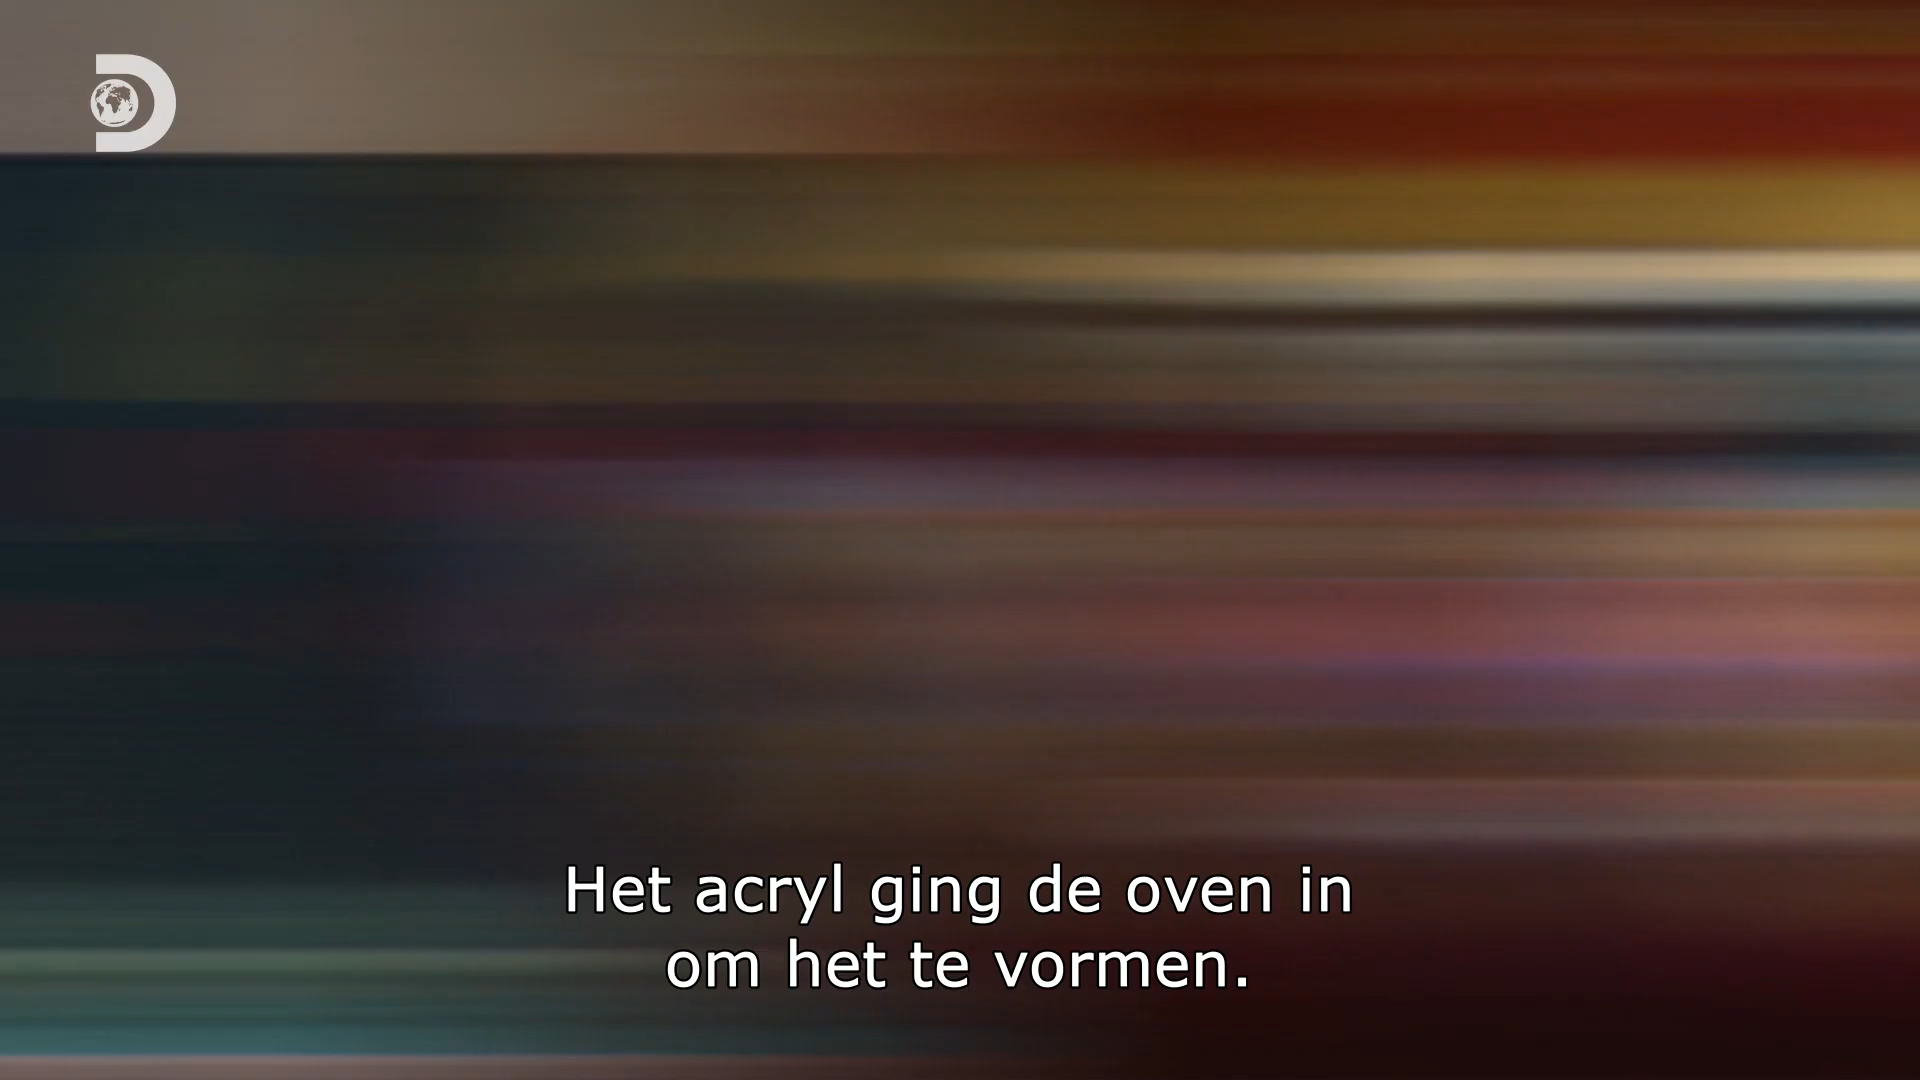 Het acryl ging de oven in
om het te vormen.